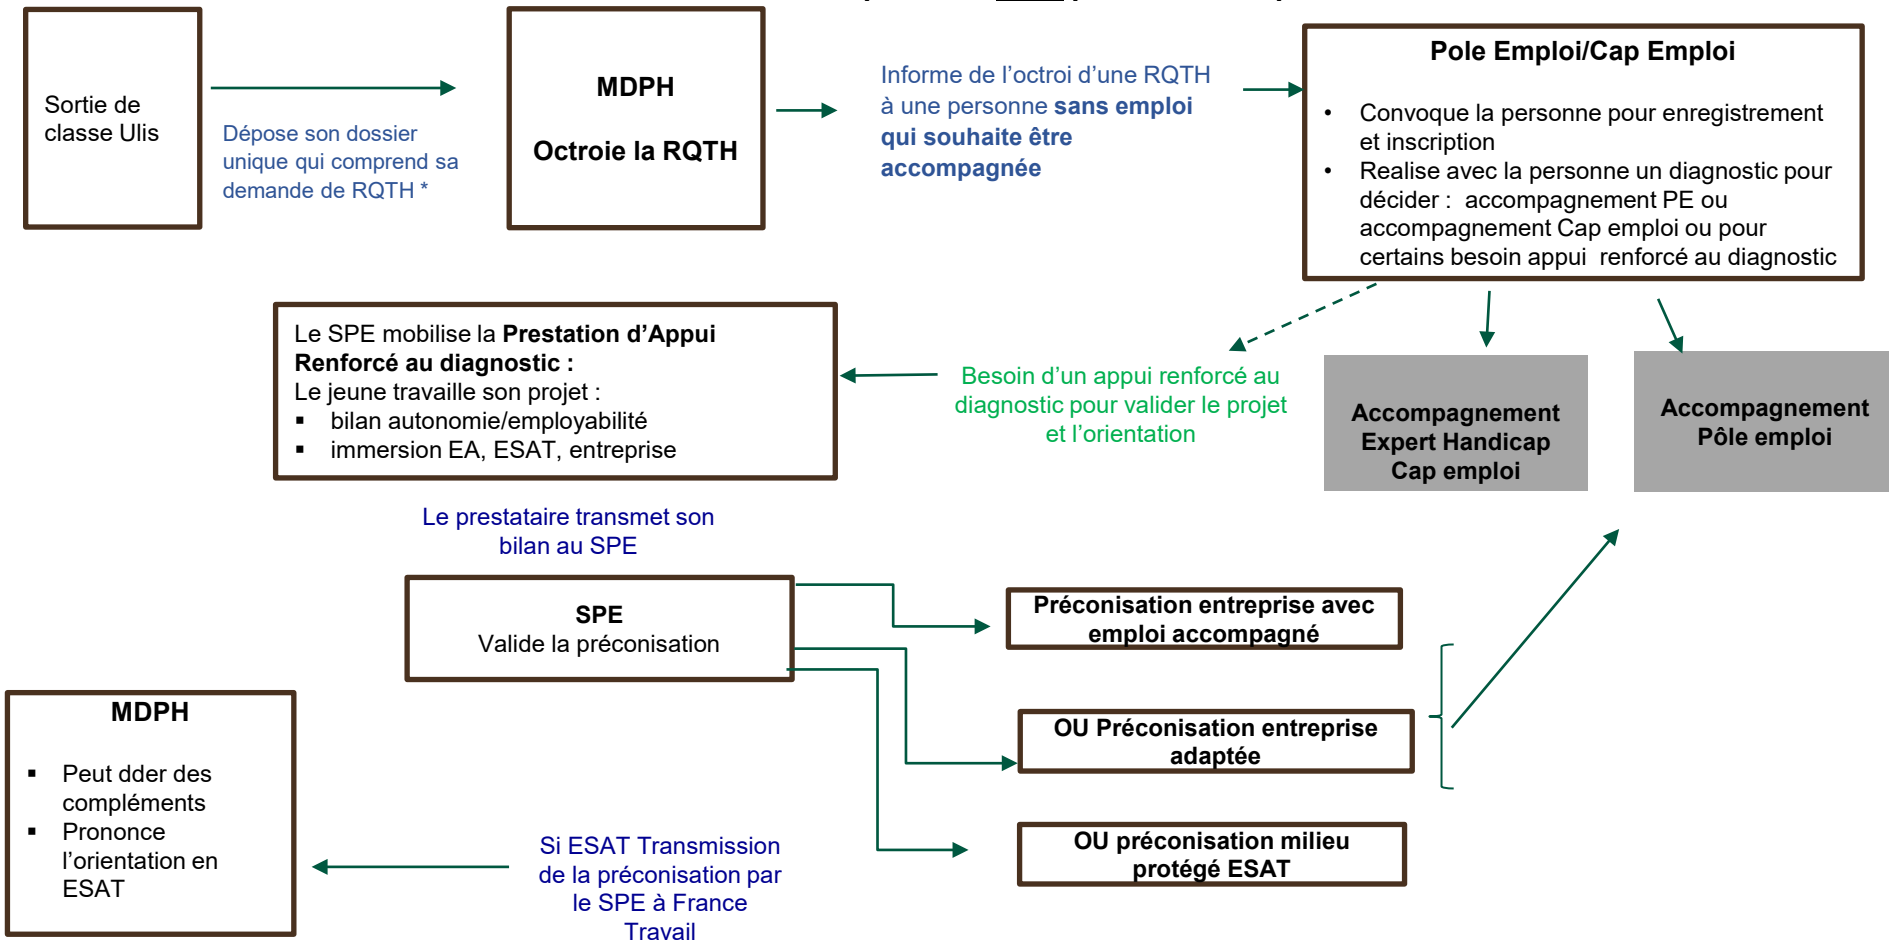 Sortie de
classe Ulis
Dépose son dossier
unique qui comprend sa
demande de RQTH *
MDPH
Octroie la RQTH
Informe de l’octroi d’une RQTH
à une personne sans emploi
qui souhaite être
accompagnée
Pole Emploi/Cap Emploi
• Convoque la personne pour enregistrement
et inscription
• Realise avec la personne un diagnostic pour
décider : accompagnement PE ou
accompagnement Cap emploi ou pour
certains besoin appui renforcé au diagnostic
Le SPE mobilise la Prestation d’Appui
Renforcé au diagnostic :
Le jeune travaille son projet :
▪ bilan autonomie/employabilité
▪ immersion EA, ESAT, entreprise
Besoin d’un appui renforcé au
diagnostic pour valider le projet
et l’orientation
Accompagnement
Expert Handicap
Cap emploi
Accompagnement
Pôle emploi
Le prestataire transmet son
bilan au SPE
SPE
Valide la préconisation
Préconisation entreprise avec
emploi accompagné
OU Préconisation entreprise
adaptée
OU préconisation milieu
protégé ESAT
MDPH
▪ Peut dder des
compléments
▪ Prononce
l’orientation en
ESAT
Si ESAT Transmission
de la préconisation par
le SPE à France
Travail